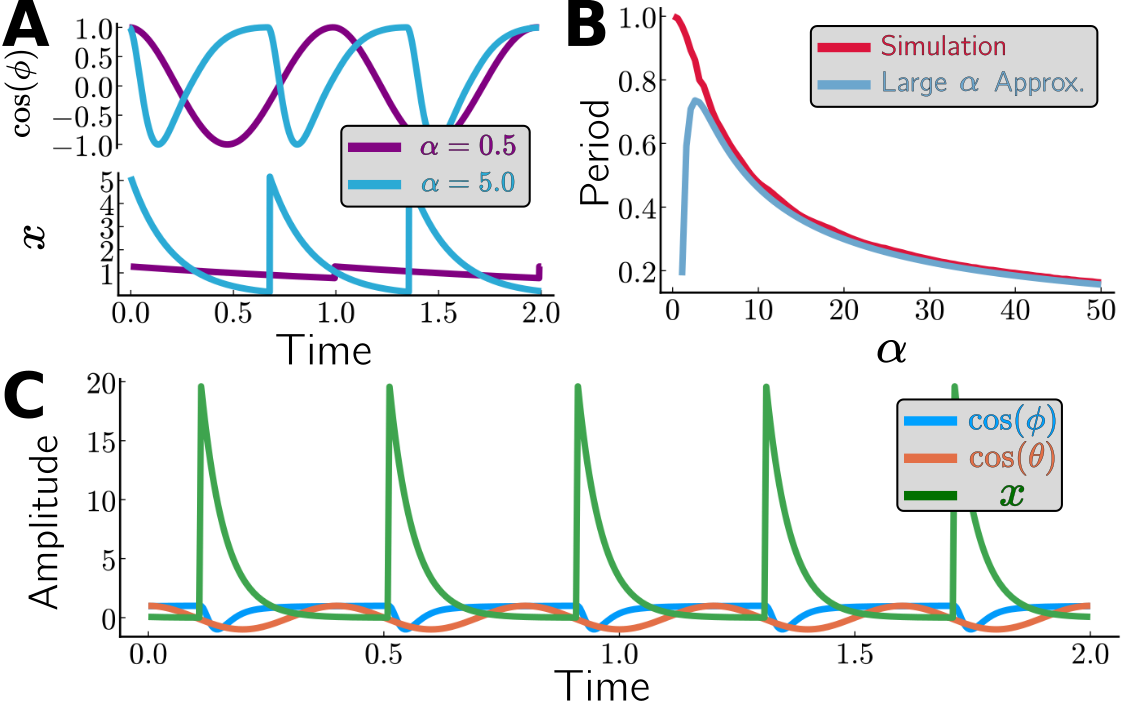 A
cos(ϕ)
1.0
0.5
0.0
−0.5
−1.0
α = 0.5
α = 5.0
x
5
4
3
2
1
0.0 0.5 1.0 1.5 2.0
Time
B
Period
1.0
0.8
0.6
0.4
0.2
Simulation
Large α Approx.
0 10 20 30 40 50
α
C
Amplitude
20
15
10
5
0
cos(ϕ)
cos(θ)
x
0.0 0.5 1.0 1.5 2.0
Time